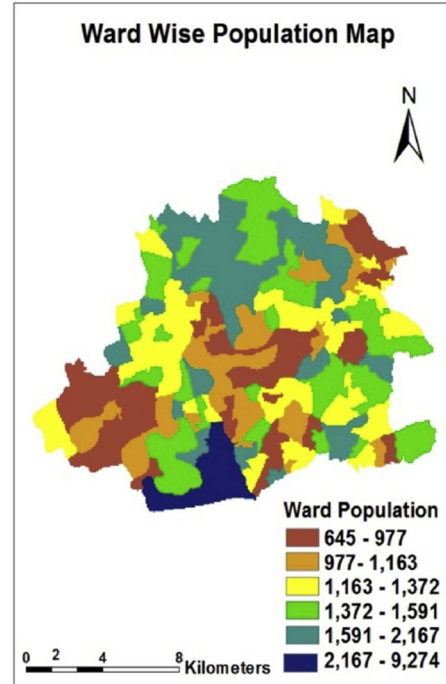 Ward Wise Population Map
N
Ward Population
645 - 977
977- 1,163
1,163 - 1,372
1,372 - 1,591
1,591 - 2,167
2,167 - 9,274
0 2 4 8 Kilometers